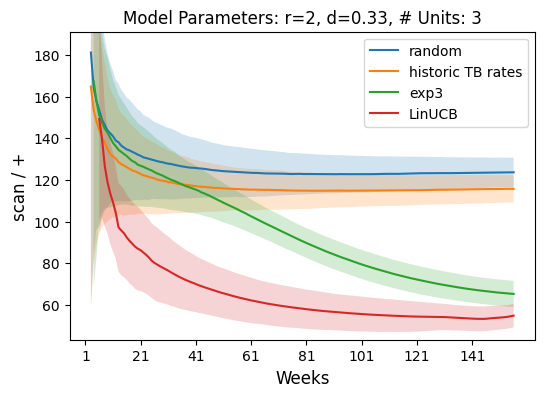 Model Parameters: r=2, d=0.33, # Units: 3
random
historic TB rates
exp3
LinUCB
scan / +
180
160
140
120
100
80
60
1 21 41 61 81 101 121 141
Weeks